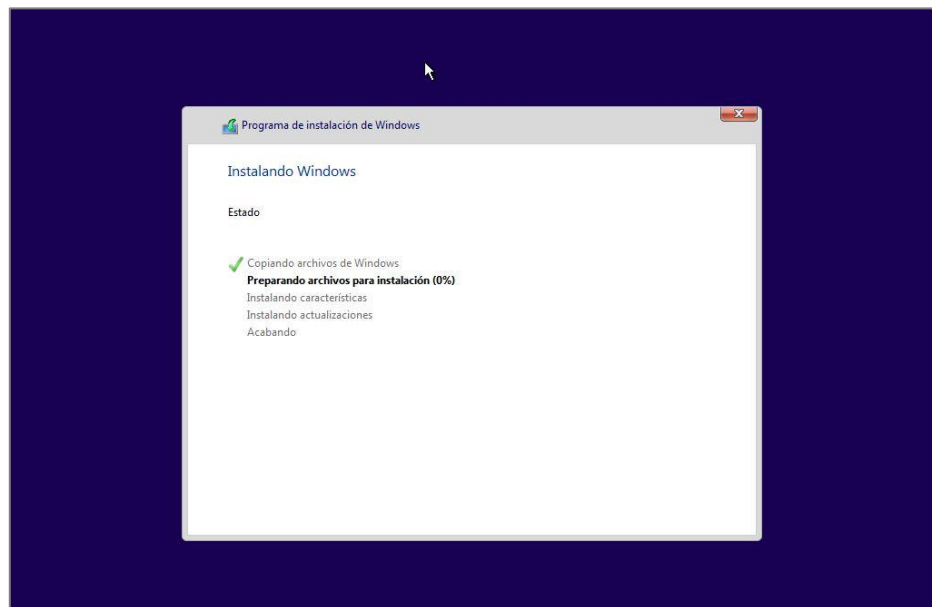 Programa de instalación de Windows
Instalando Windows
Estado
Copiando archivos de Windows
Preparando archivos para instalación (0%)
Instalando características
Instalando actualizaciones
Acabando